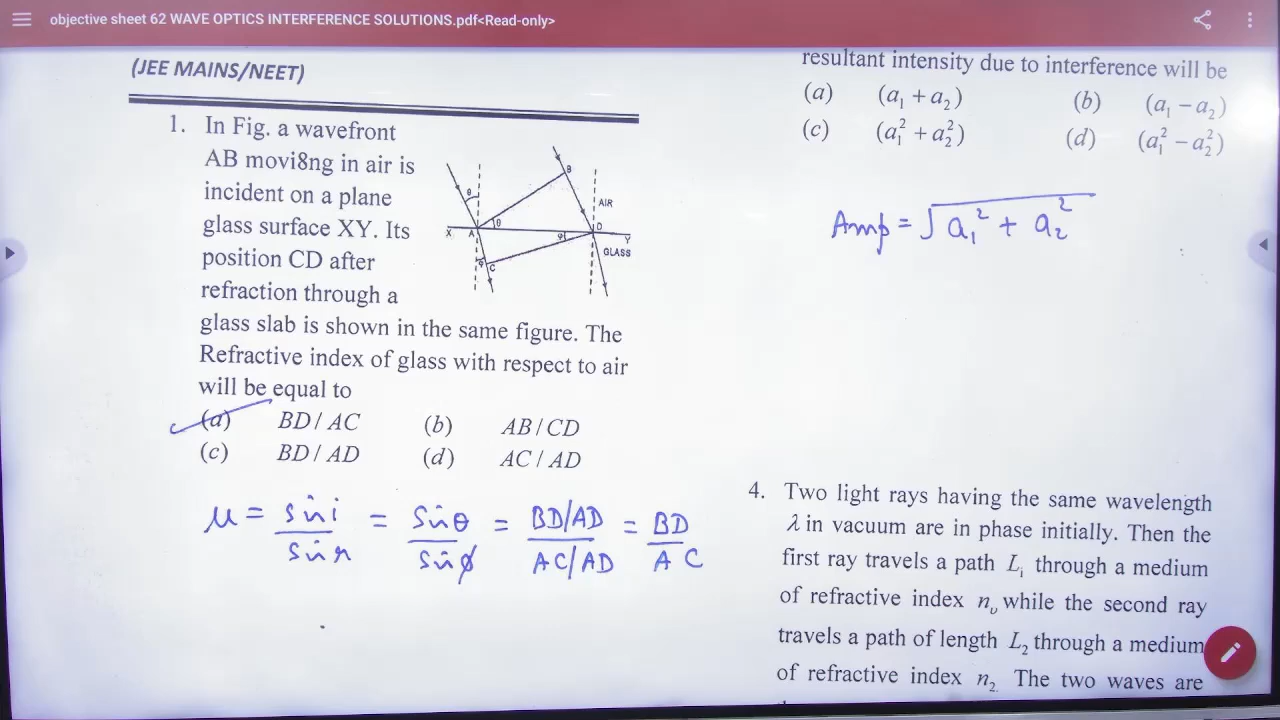 objective sheet 62 WAVE OPTICS INTERFERENCE SOLUTIONS.pdf<Read-only>
(JEE MAINS/NEET)
1. In Fig. a wavefront
AB movi8ng in air is
incident on a plane
glass surface XY. Its
position CD after
refraction through a
glass slab is shown in the same figure. The
Refractive index of glass with respect to air
will be equal to
(a) BD / AC (b) AB / CD
(c) BD / AD (d) AC / AD
B
θ
AIR
X A θ φ D Y
GLASS
φ C
μ = sin i / sin r = sin θ / sin φ = BD/AD / AC/AD = BD / AC
resultant intensity due to interference will be
(a) (a₁ + a₂) (b) (a₁ − a₂)
(c) (a₁² + a₂²) (d) (a₁² − a₂²)
Amp = √a₁² + a₂²
4. Two light rays having the same wavelength
λ in vacuum are in phase initially. Then the
first ray travels a path L₁ through a medium
of refractive index n, while the second ray
travels a path of length L₂ through a medium
of refractive index n₂. The two waves are